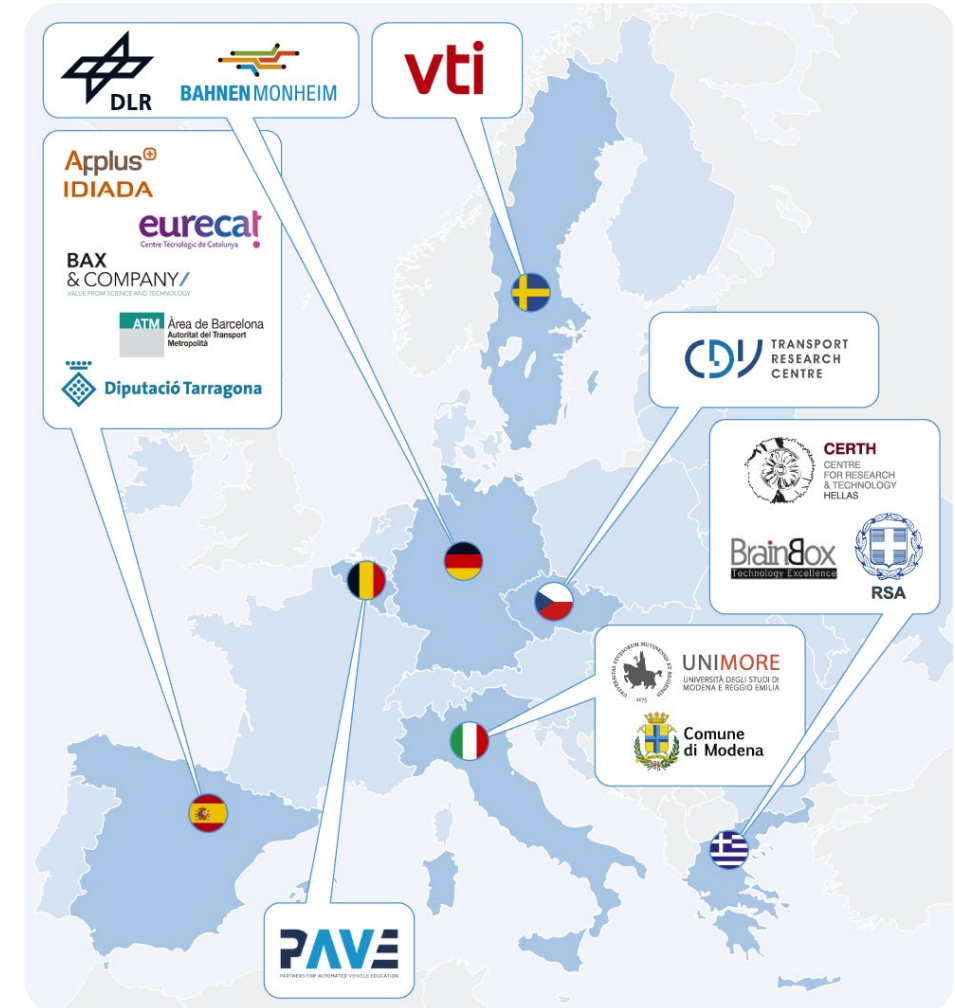 DLR
BAHNEN MONHEIM
vti
Applus+
IDIADA
eurecat
Centre Tecnològic de Catalunya
BAX
& COMPANY/
VALUE FROM SCIENCE AND TECHNOLOGY
ATM Àrea de Barcelona
Autoritat del Transport
Metropolità
Diputació Tarragona
CDV
TRANSPORT
RESEARCH
CENTRE
CERTH
CENTRE
FOR RESEARCH
& TECHNOLOGY
HELLAS
BrainBox
Technology Excellence
RSA
UNIMORE
UNIVERSITÀ DEGLI STUDI DI
MODENA E REGGIO EMILIA
1175
Comune
di Modena
PAVE
PARTNERS FOR AUTOMATED VEHICLE EDUCATION